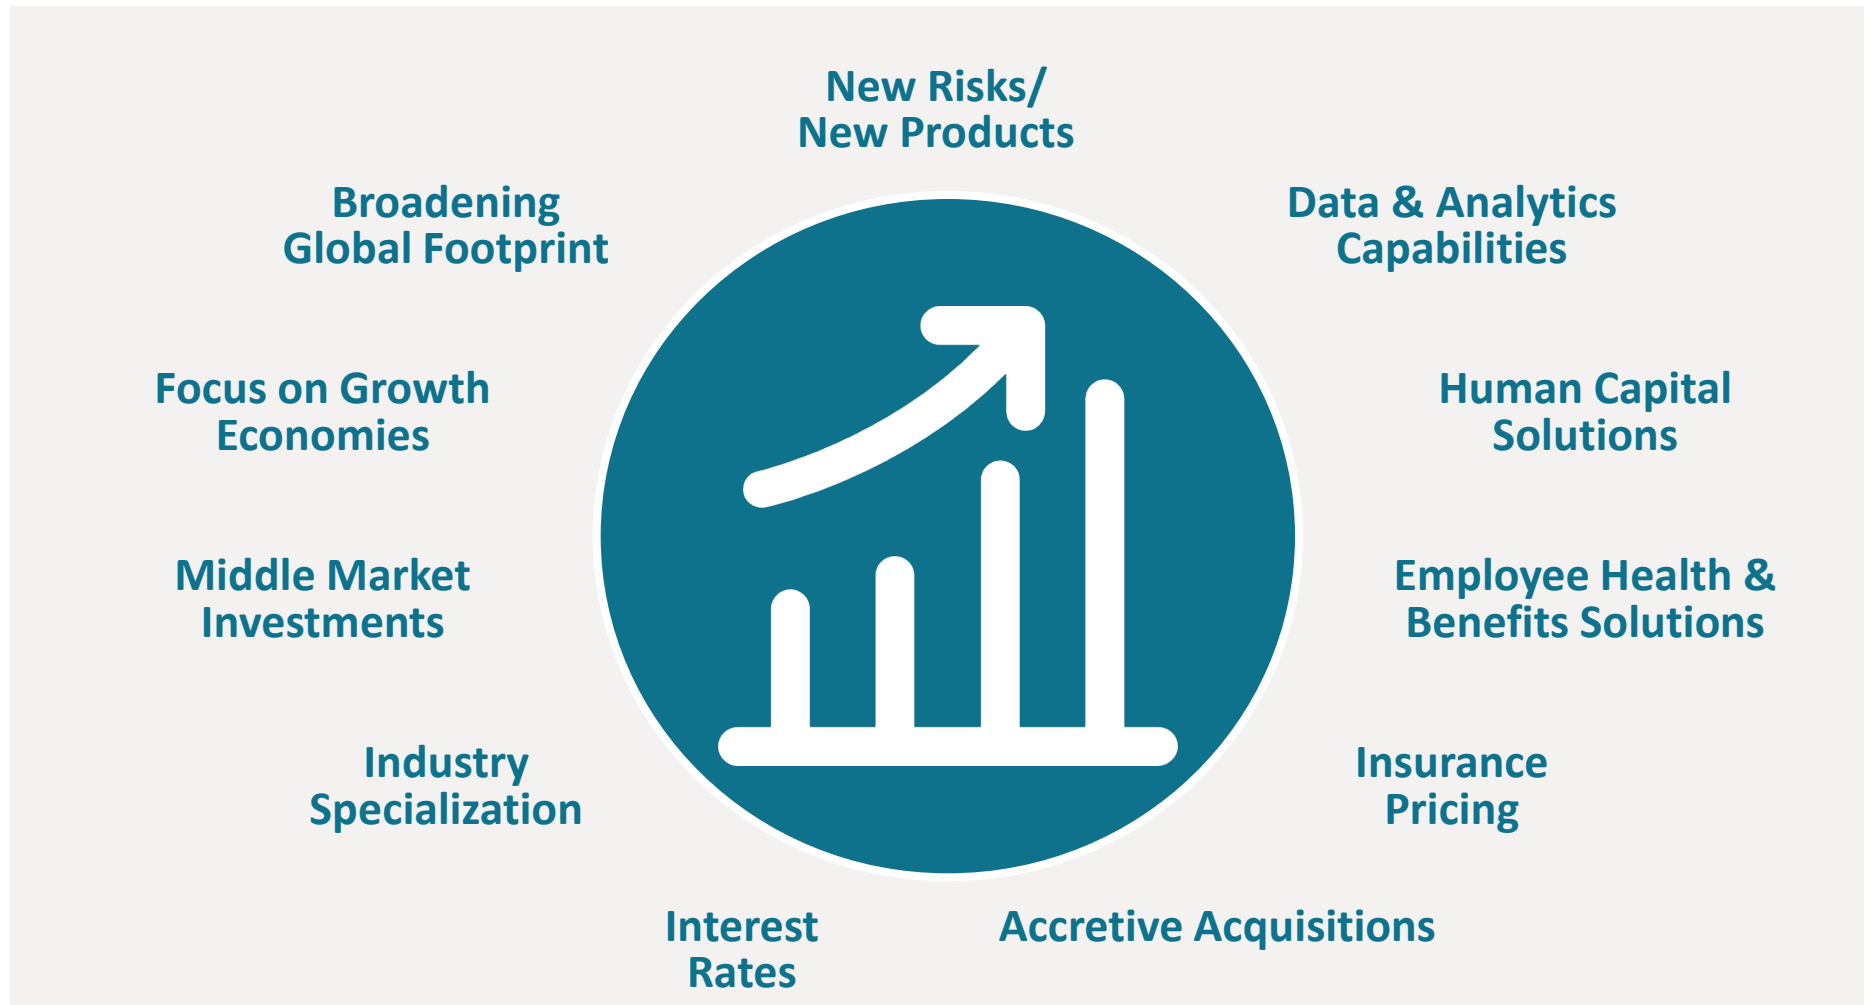 New Risks/
New Products
Broadening
Global Footprint
Data & Analytics
Capabilities
Focus on Growth
Economies
Human Capital
Solutions
Middle Market
Investments
Employee Health &
Benefits Solutions
Industry
Specialization
Insurance
Pricing
Interest
Rates
Accretive Acquisitions